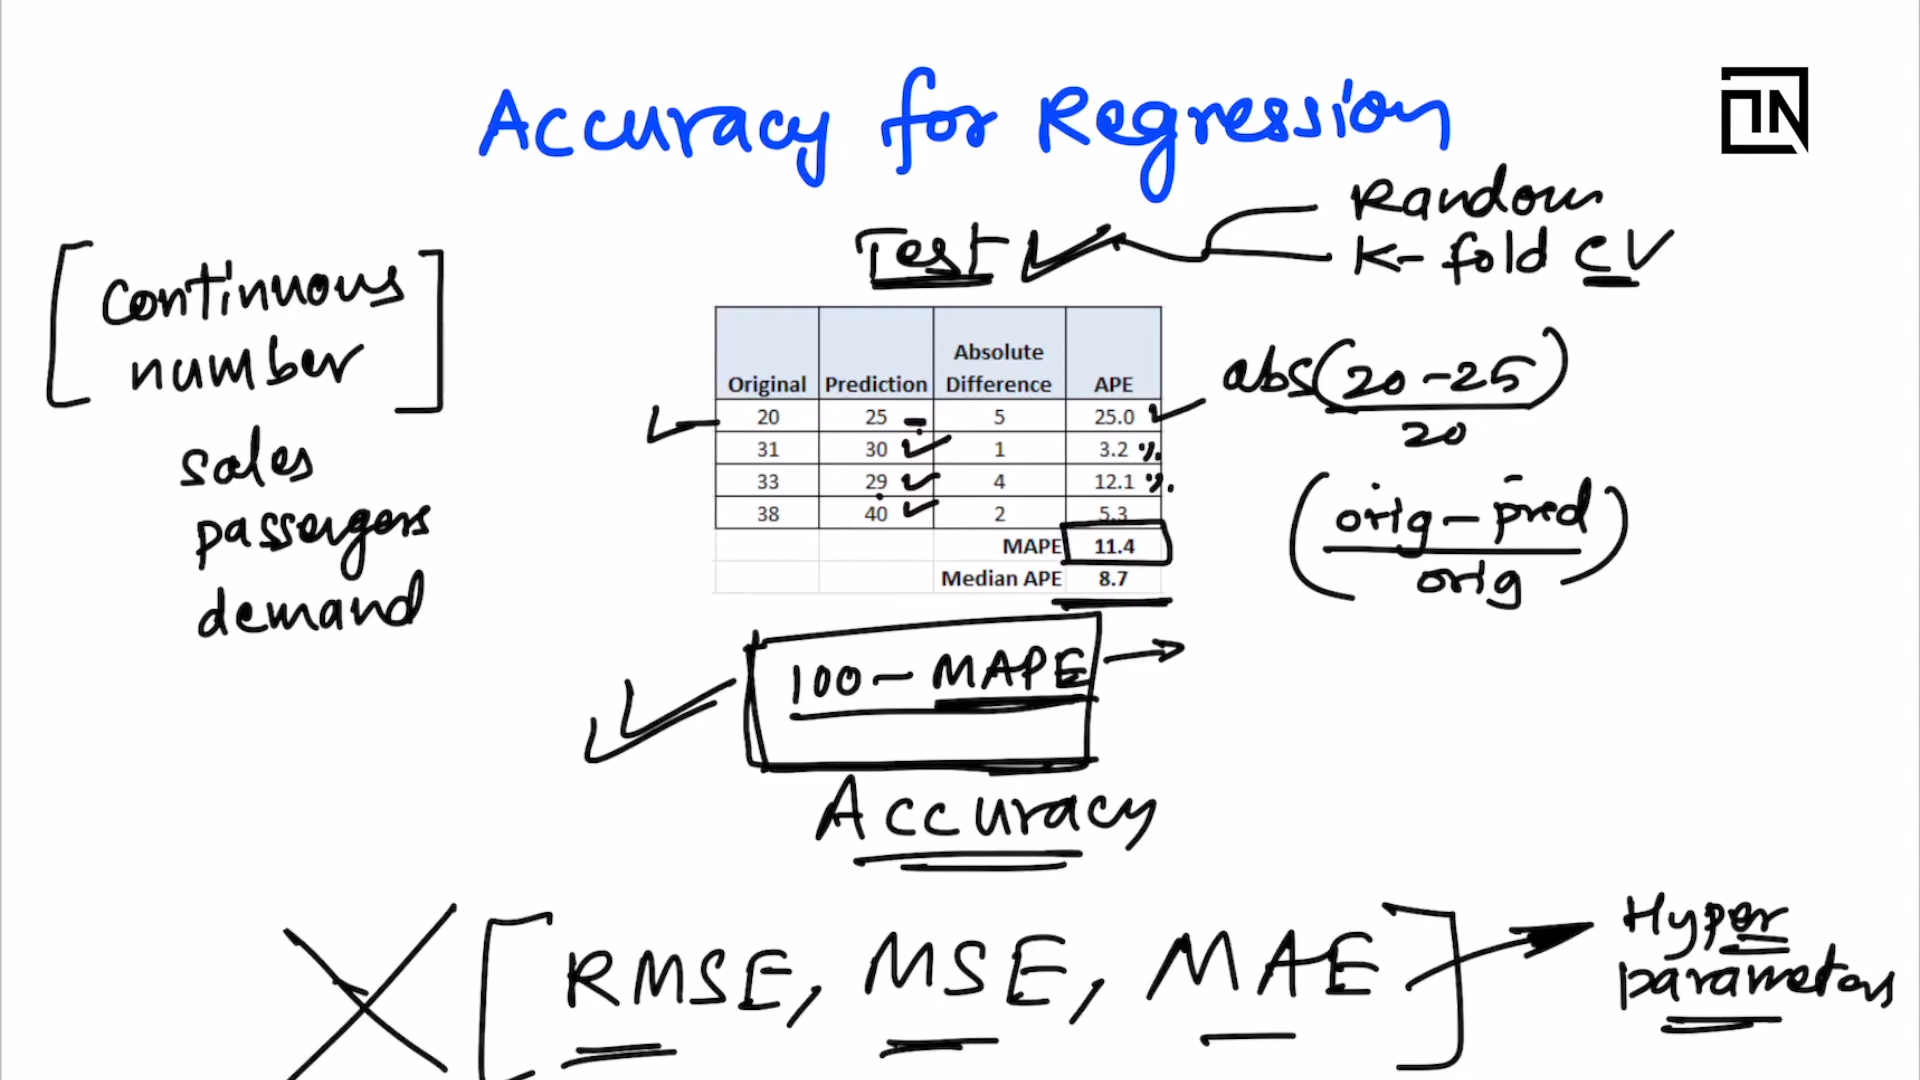 Accuracy for Regression
Random
Test K-fold CV
[continuous
number]
sales
passergers
demand
Original Prediction Absolute Difference APE
20 25 5 25.0
31 30 1 3.2 %
33 29 4 12.1 %
38 40 2 5.3
MAPE 11.4
Median APE 8.7
abs(20-25)
20
(orig-pred)
orig
100-MAPE
Accuracy
[RMSE, MSE, MAE]
Hyper
parameters